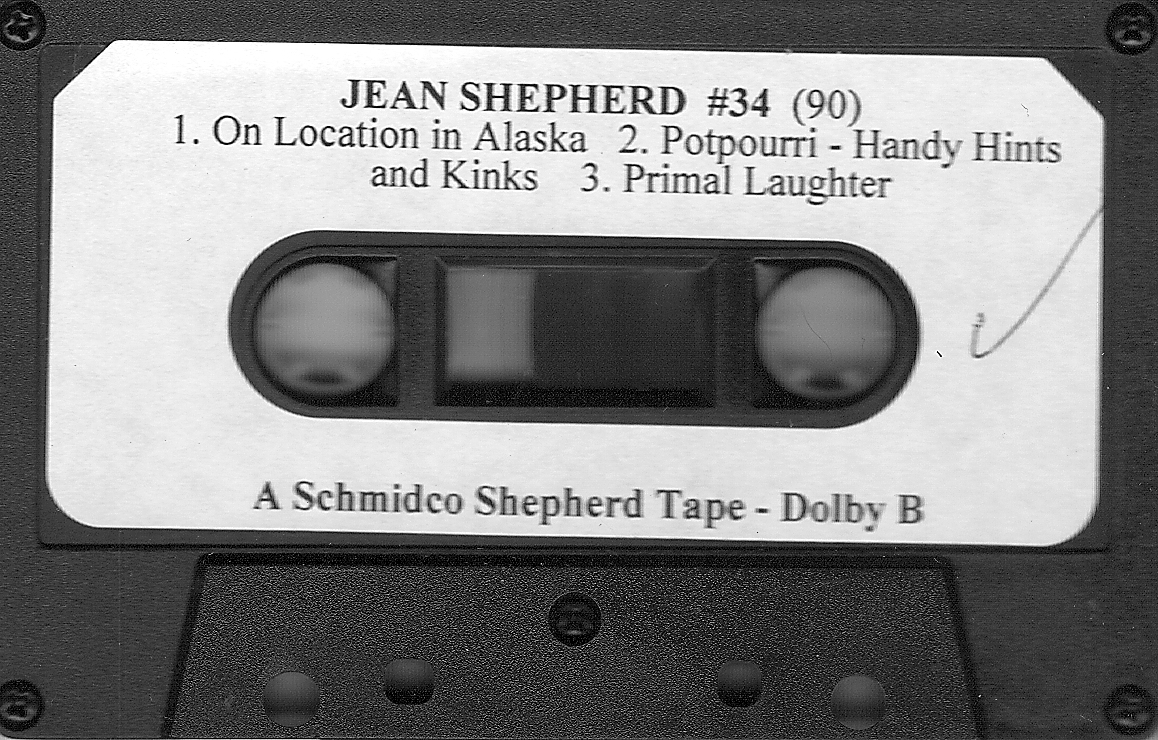 JEAN SHEPHERD #34 (90)
1. On Location in Alaska 2. Potpourri - Handy Hints
and Kinks 3. Primal Laughter
A Schmidco Shepherd Tape - Dolby B